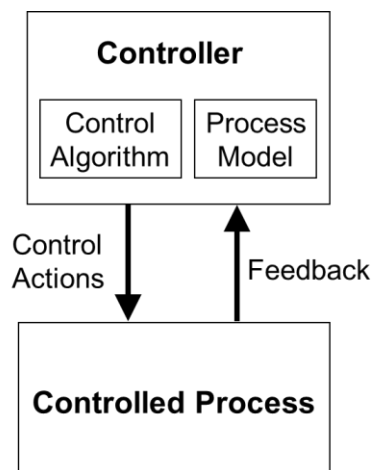 Controller
Control
Algorithm
Process
Model
Control
Actions
Feedback
Controlled Process